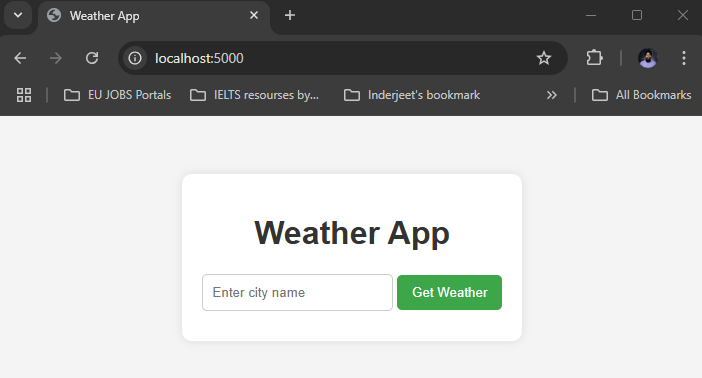 Weather App
localhost:5000
EU JOBS Portals IELTS resourses by... Inderjeet's bookmark All Bookmarks
Weather App
Enter city name Get Weather